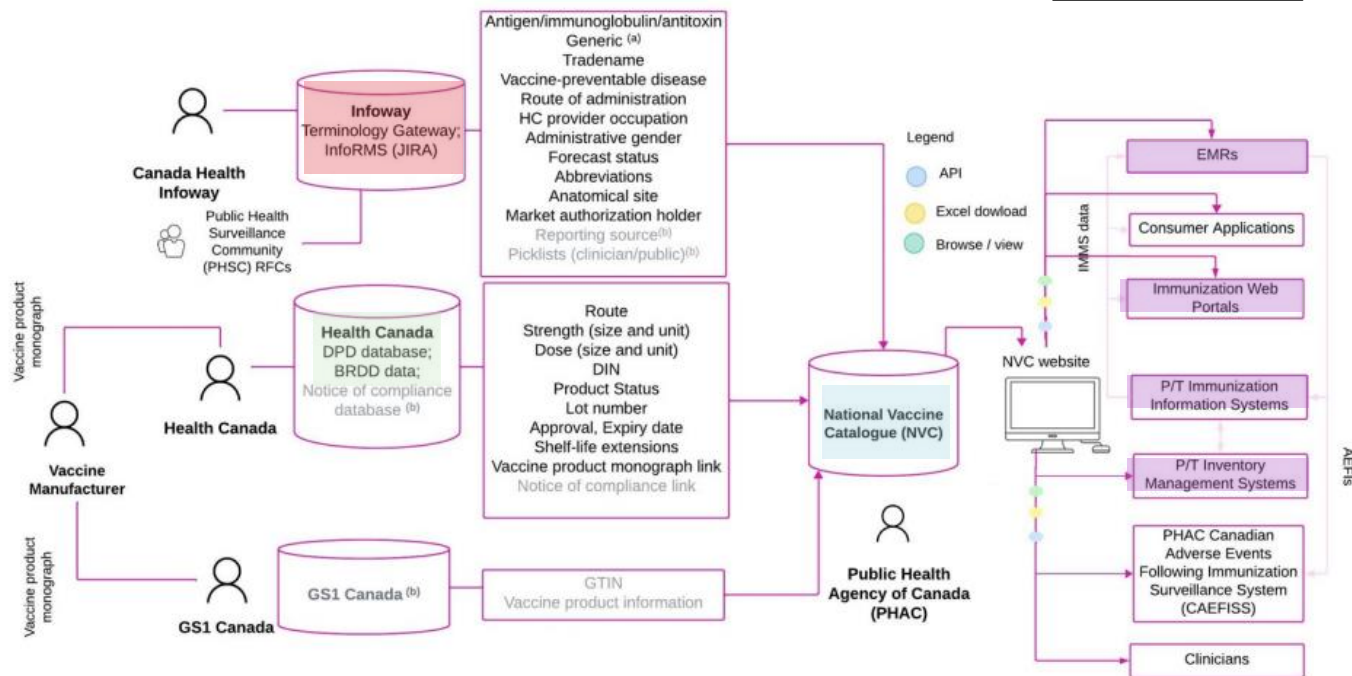 Antigen/immunoglobulin/antitoxin
Generic (a)
Tradename
Vaccine-preventable disease
Route of administration
HC provider occupation
Administrative gender
Forecast status
Abbreviations
Anatomical site
Market authorization holder
Reporting source(b)
Picklists (clinician/public)(b)
Infoway
Terminology Gateway;
InfoRMS (JIRA)
Canada Health
Infoway
Public Health
Surveillance
Community
(PHSC) RFCs
Vaccine product
monograph
Health Canada
DPD database;
BRDD data;
Notice of compliance
database (b)
Health Canada
Route
Strength (size and unit)
Dose (size and unit)
DIN
Product Status
Lot number
Approval, Expiry date
Shelf-life extensions
Vaccine product monograph link
Notice of compliance link
Vaccine
Manufacturer
Vaccine product
monograph
GS1 Canada
GS1 Canada (b)
GTIN
Vaccine product information
National Vaccine
Catalogue (NVC)
Public Health
Agency of Canada
(PHAC)
Legend
API
Excel dowload
Browse / view
NVC website
IMMS data
EMRs
Consumer Applications
Immunization Web
Portals
P/T Immunization
Information Systems
P/T Inventory
Management Systems
PHAC Canadian
Adverse Events
Following Immunization
Surveillance System
(CAEFISS)
Clinicians
AEFIs